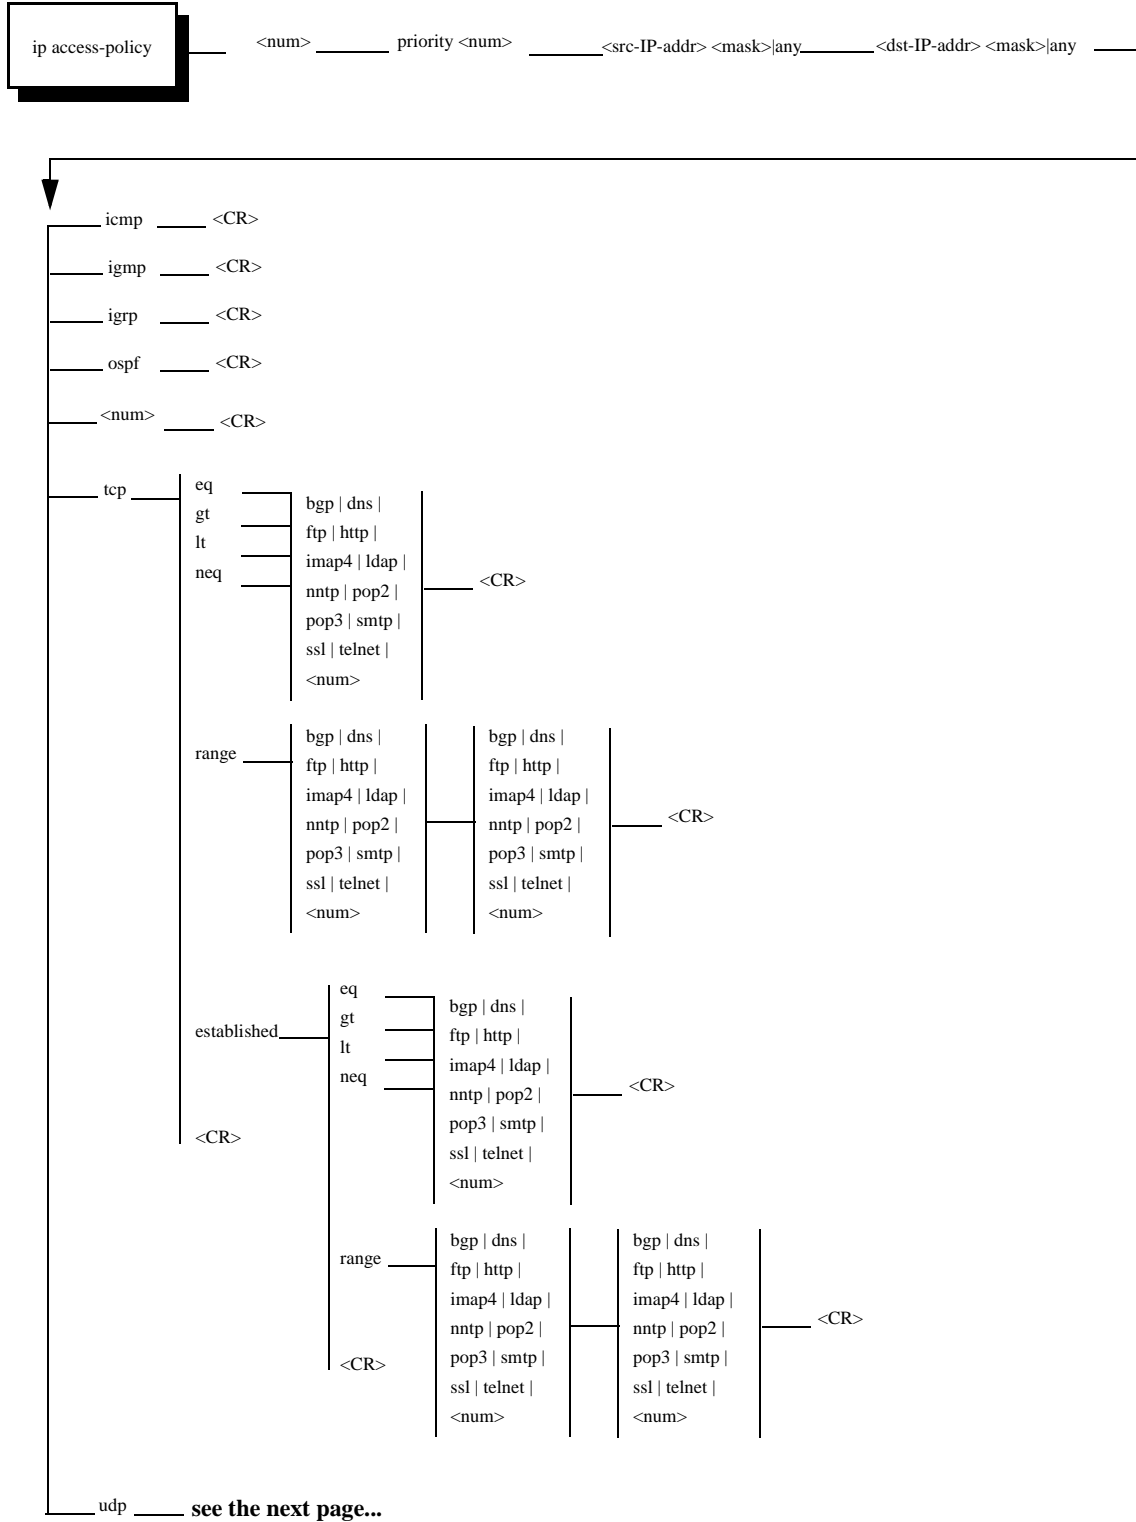 ip access-policy <num> priority <num> <src-IP-addr> <mask>|any <dst-IP-addr> <mask>|any
icmp <CR>
igmp <CR>
igrp <CR>
ospf <CR>
<num> <CR>
tcp
eq
gt
lt
neq
bgp | dns |
ftp | http |
imap4 | ldap |
nntp | pop2 |
pop3 | smtp |
ssl | telnet |
<num>
<CR>
range
bgp | dns |
ftp | http |
imap4 | ldap |
nntp | pop2 |
pop3 | smtp |
ssl | telnet |
<num>
bgp | dns |
ftp | http |
imap4 | ldap |
nntp | pop2 |
pop3 | smtp |
ssl | telnet |
<num>
<CR>
established
eq
gt
lt
neq
bgp | dns |
ftp | http |
imap4 | ldap |
nntp | pop2 |
pop3 | smtp |
ssl | telnet |
<num>
<CR>
<CR>
range
bgp | dns |
ftp | http |
imap4 | ldap |
nntp | pop2 |
pop3 | smtp |
ssl | telnet |
<num>
bgp | dns |
ftp | http |
imap4 | ldap |
nntp | pop2 |
pop3 | smtp |
ssl | telnet |
<num>
<CR>
<CR>
udp see the next page...